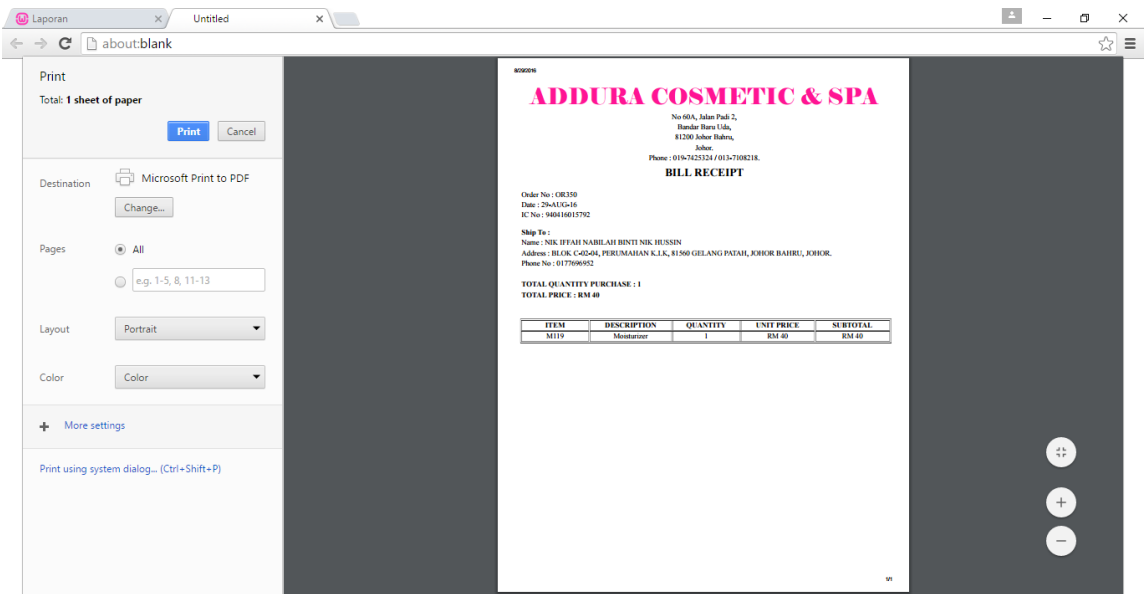 Laporan
Untitled
about:blank
Print
Total: 1 sheet of paper
Print Cancel
Destination Microsoft Print to PDF
Change...
Pages All
e.g. 1-5, 8, 11-13
Layout Portrait
Color Color
More settings
Print using system dialog... (Ctrl+Shift+P)
8/29/2016
ADDURA COSMETIC & SPA
No 60A, Jalan Padi 2,
Bandar Baru Uda,
81200 Johor Bahru,
Johor.
Phone : 019-7425324 / 013-7108218.
BILL RECEIPT
Order No : OR350
Date : 29-AUG-16
IC No : 940416015792
Ship To :
Name : NIK IFFAH NABILAH BINTI NIK HUSSIN
Address : BLOK C-02-04, PERUMAHAN K.I.K, 81560 GELANG PATAH, JOHOR BAHRU, JOHOR.
Phone No : 0177696952
TOTAL QUANTITY PURCHASE : 1
TOTAL PRICE : RM 40
ITEM DESCRIPTION QUANTITY UNIT PRICE SUBTOTAL
M119 Moisturizer 1 RM 40 RM 40
1/1